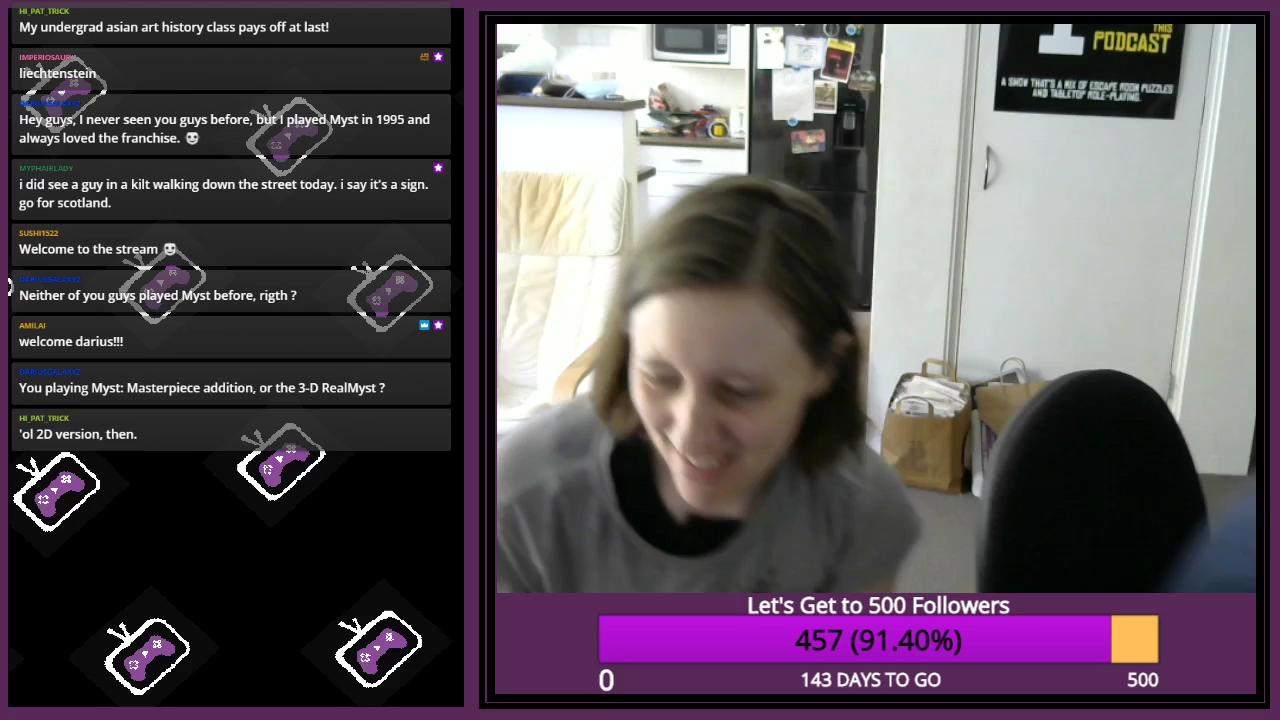 HI_PAT_TRICK
My undergrad asian art history class pays off at last!
IMPERIOSAURY
liechtenstein
Hey guys, I never seen you guys before, but I played Myst in 1995 and
always loved the franchise.
MYPHAIRLADY
i did see a guy in a kilt walking down the street today. i say it's a sign.
go for scotland.
SUSHI1522
Welcome to the stream
DARIUSGALAXYZ
Neither of you guys played Myst before, rigth ?
AMILAI
welcome darius!!!
DARIUSGALAXYZ
You playing Myst: Masterpiece addition, or the 3-D RealMyst ?
HI_PAT_TRICK
'ol 2D version, then.
THIS
PODCAST
A SHOW THAT'S A MIX OF ESCAPE ROOM PUZZLES
AND TABLETOP ROLE-PLAYING.
Let's Get to 500 Followers
457 (91.40%)
0
143 DAYS TO GO
500